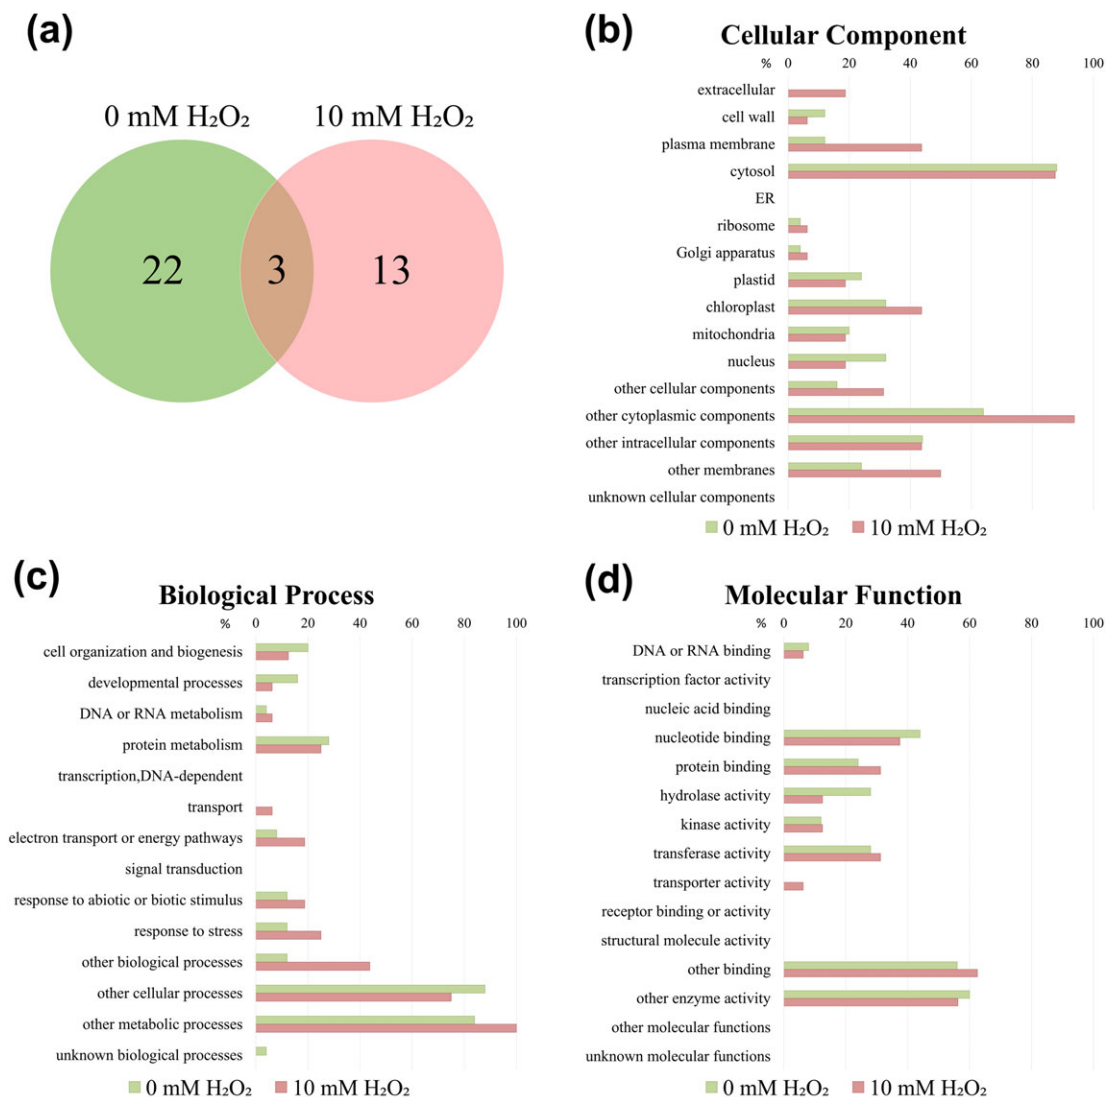 (a)
0 mM H₂O₂ 10 mM H₂O₂
22 3 13
(b) Cellular Component
% 0 20 40 60 80 100
extracellular
cell wall
plasma membrane
cytosol
ER
ribosome
Golgi apparatus
plastid
chloroplast
mitochondria
nucleus
other cellular components
other cytoplasmic components
other intracellular components
other membranes
unknown cellular components
0 mM H₂O₂ 10 mM H₂O₂
(c) Biological Process
% 0 20 40 60 80 100
cell organization and biogenesis
developmental processes
DNA or RNA metabolism
protein metabolism
transcription,DNA-dependent
transport
electron transport or energy pathways
signal transduction
response to abiotic or biotic stimulus
response to stress
other biological processes
other cellular processes
other metabolic processes
unknown biological processes
0 mM H₂O₂ 10 mM H₂O₂
(d) Molecular Function
% 0 20 40 60 80 100
DNA or RNA binding
transcription factor activity
nucleic acid binding
nucleotide binding
protein binding
hydrolase activity
kinase activity
transferase activity
transporter activity
receptor binding or activity
structural molecule activity
other binding
other enzyme activity
other molecular functions
unknown molecular functions
0 mM H₂O₂ 10 mM H₂O₂